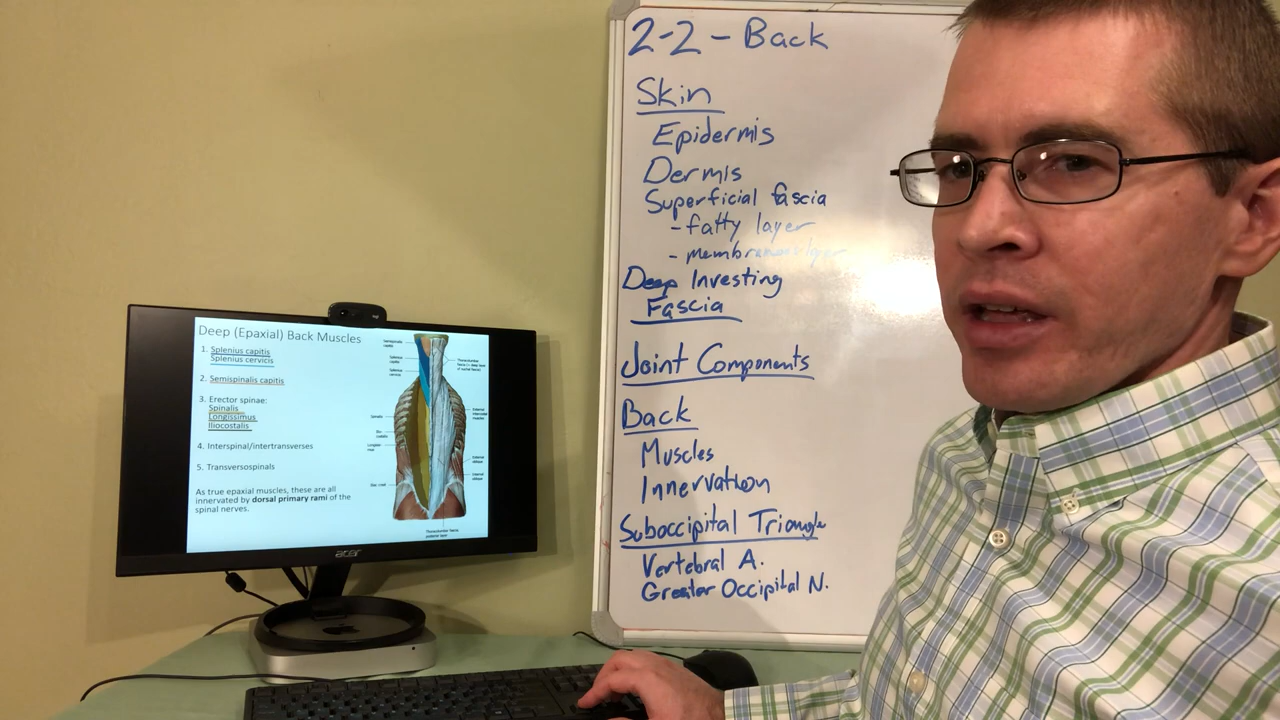 2-2-Back
Skin
Epidermis
Dermis
Superficial fascia
- fatty layer
- membranous layer
Deep Investing
Fascia
Joint Components
Back
Muscles
Innervation
Suboccipital Triangle
Vertebral A.
Greater Occipital N.
Deep (Epaxial) Back Muscles
1. Splenius capitis
Splenius cervicis
2. Semispinalis capitis
3. Erector spinae:
Spinalis
Longissimus
Iliocostalis
4. Interspinal/intertransverses
5. Transversospinals
As true epaxial muscles, these are all
innervated by dorsal primary rami of the
spinal nerves.
acer